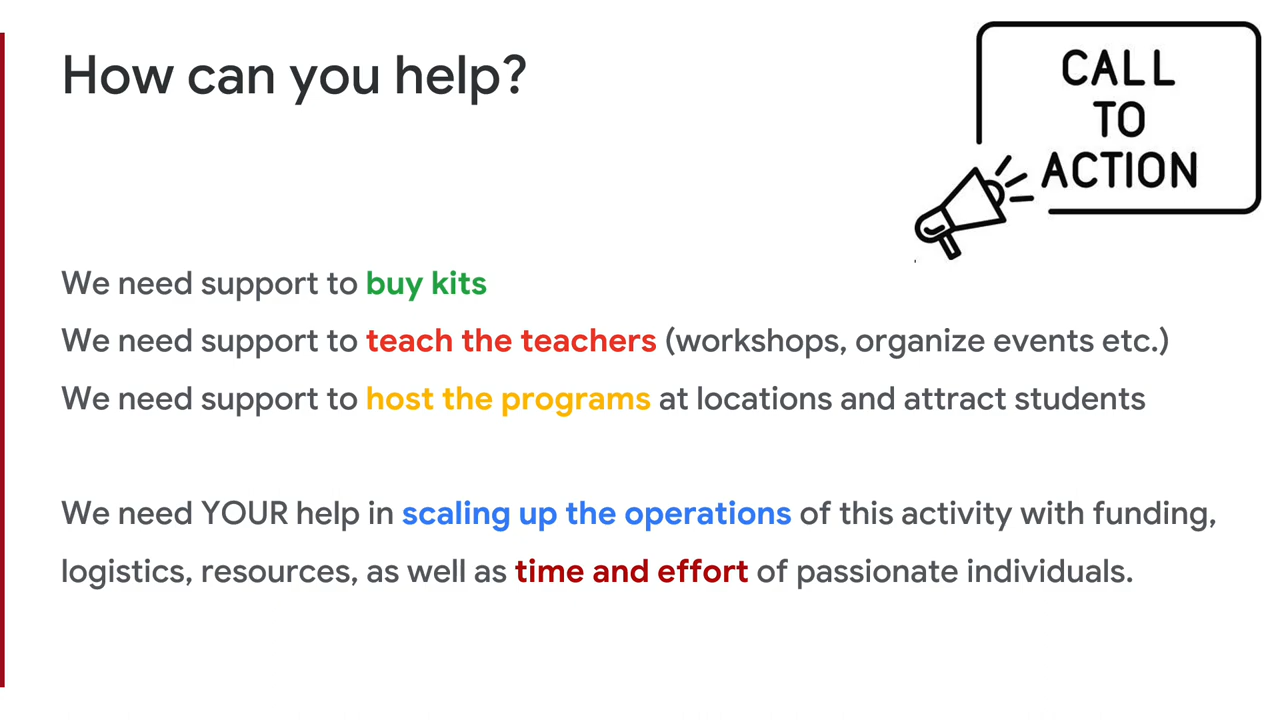 How can you help?
CALL
TO
ACTION
We need support to buy kits
We need support to teach the teachers (workshops, organize events etc.)
We need support to host the programs at locations and attract students
We need YOUR help in scaling up the operations of this activity with funding,
logistics, resources, as well as time and effort of passionate individuals.